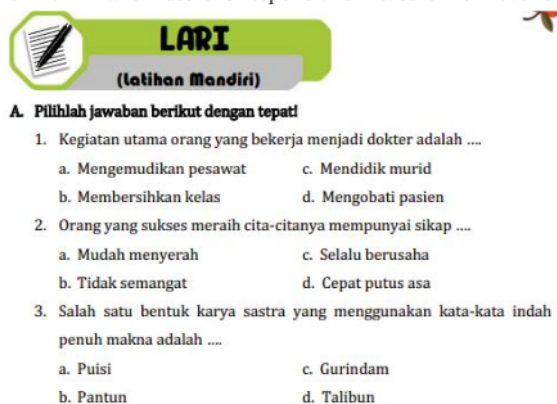 LARI
(Latihan Mandiri)
A. Pilihlah jawaban berikut dengan tepat!
1. Kegiatan utama orang yang bekerja menjadi dokter adalah ....
a. Mengemudikan pesawat c. Mendidik murid
b. Membersihkan kelas d. Mengobati pasien
2. Orang yang sukses meraih cita-citanya mempunyai sikap ....
a. Mudah menyerah c. Selalu berusaha
b. Tidak semangat d. Cepat putus asa
3. Salah satu bentuk karya sastra yang menggunakan kata-kata indah
penuh makna adalah ....
a. Puisi c. Gurindam
b. Pantun d. Talibun